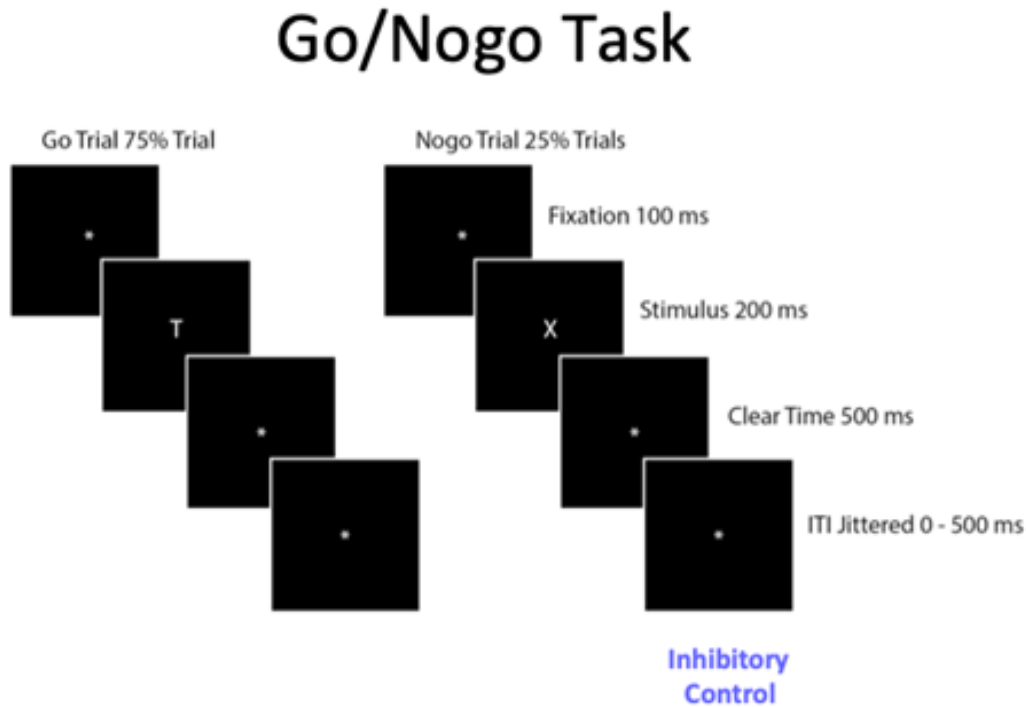 Go/Nogo Task
Go Trial 75% Trial
Nogo Trial 25% Trials
*
*
Fixation 100 ms
T
X
Stimulus 200 ms
*
*
Clear Time 500 ms
*
*
ITI Jittered 0 - 500 ms
Inhibitory
Control